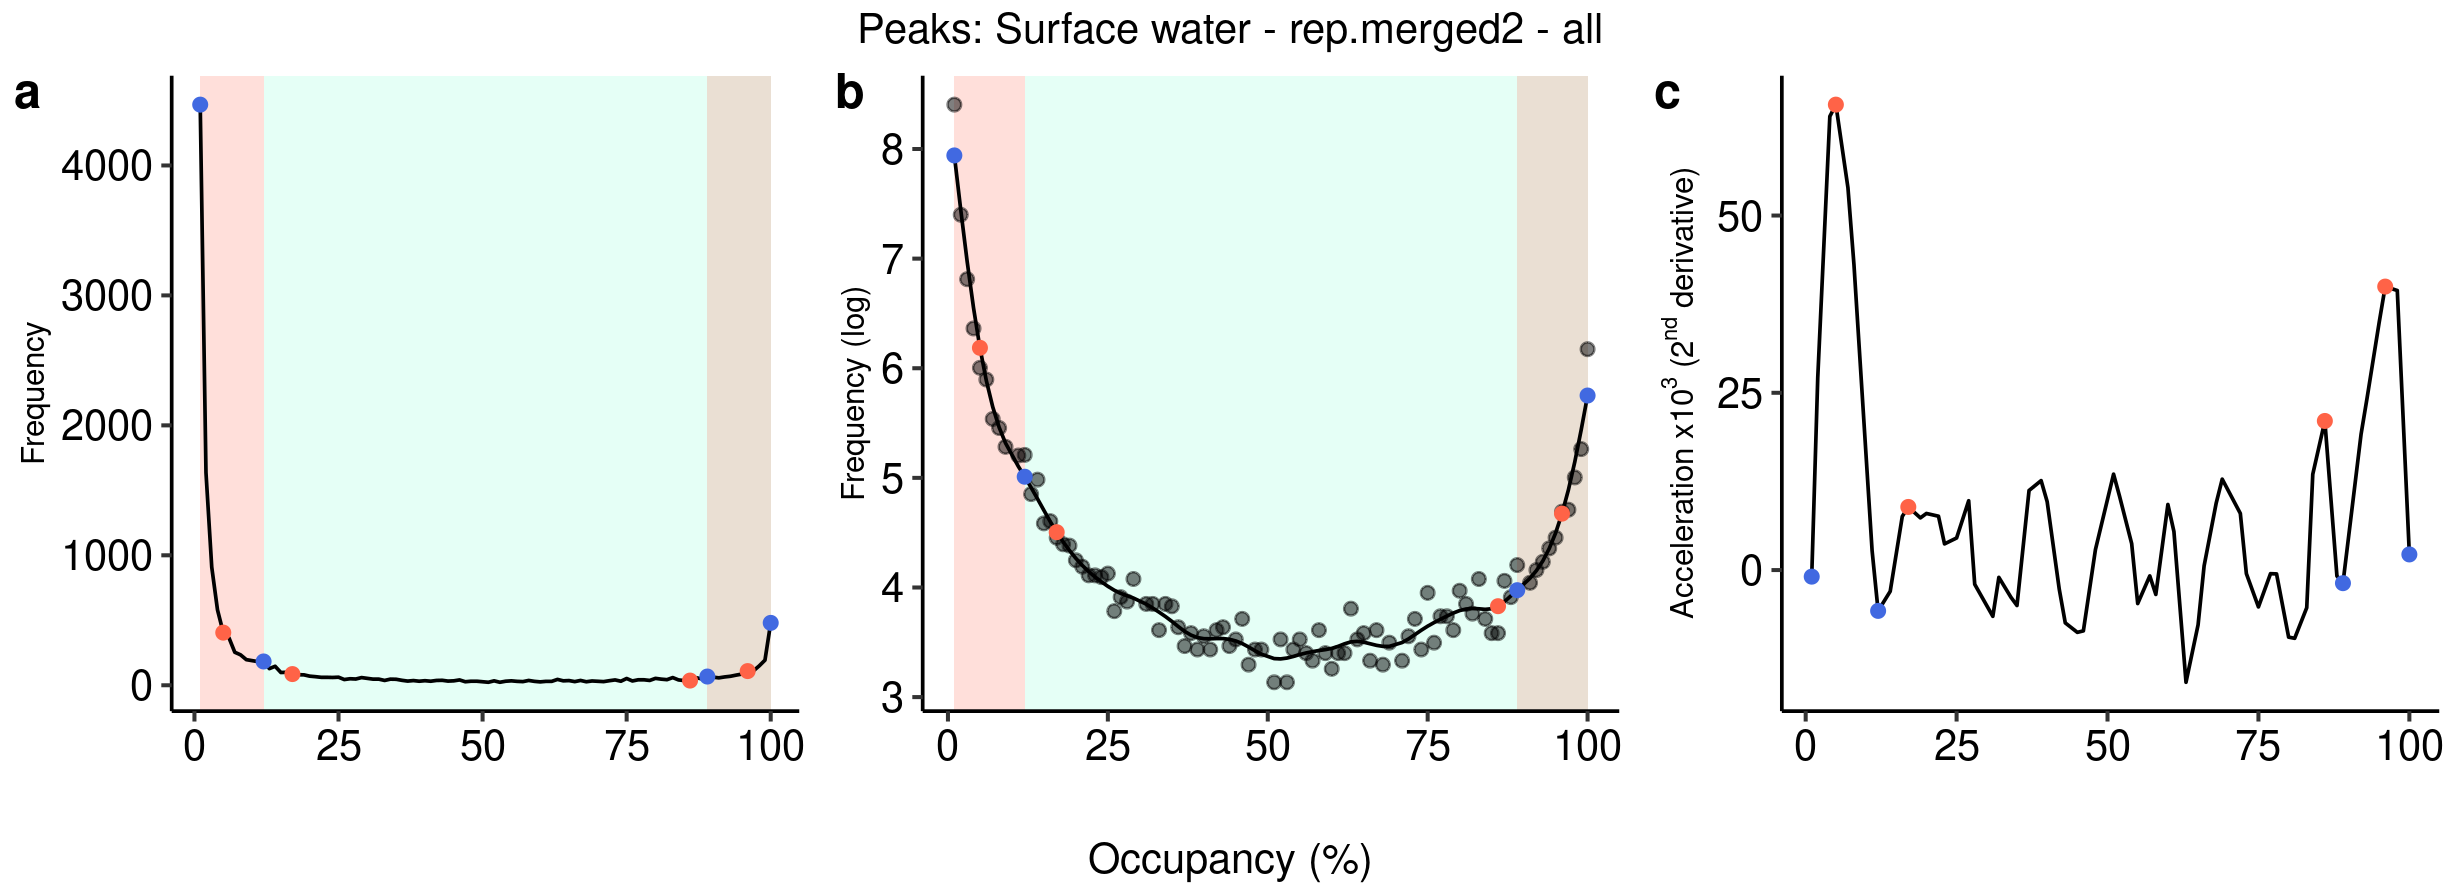 Peaks: Surface water - rep.merged2 - all
a
Frequency
4000
3000
2000
1000
0
0 25 50 75 100
b
Frequency (log)
8
7
6
5
4
3
0 25 50 75 100
c
Acceleration x10³ (2ⁿᵈ derivative)
50
25
0
0 25 50 75 100
Occupancy (%)